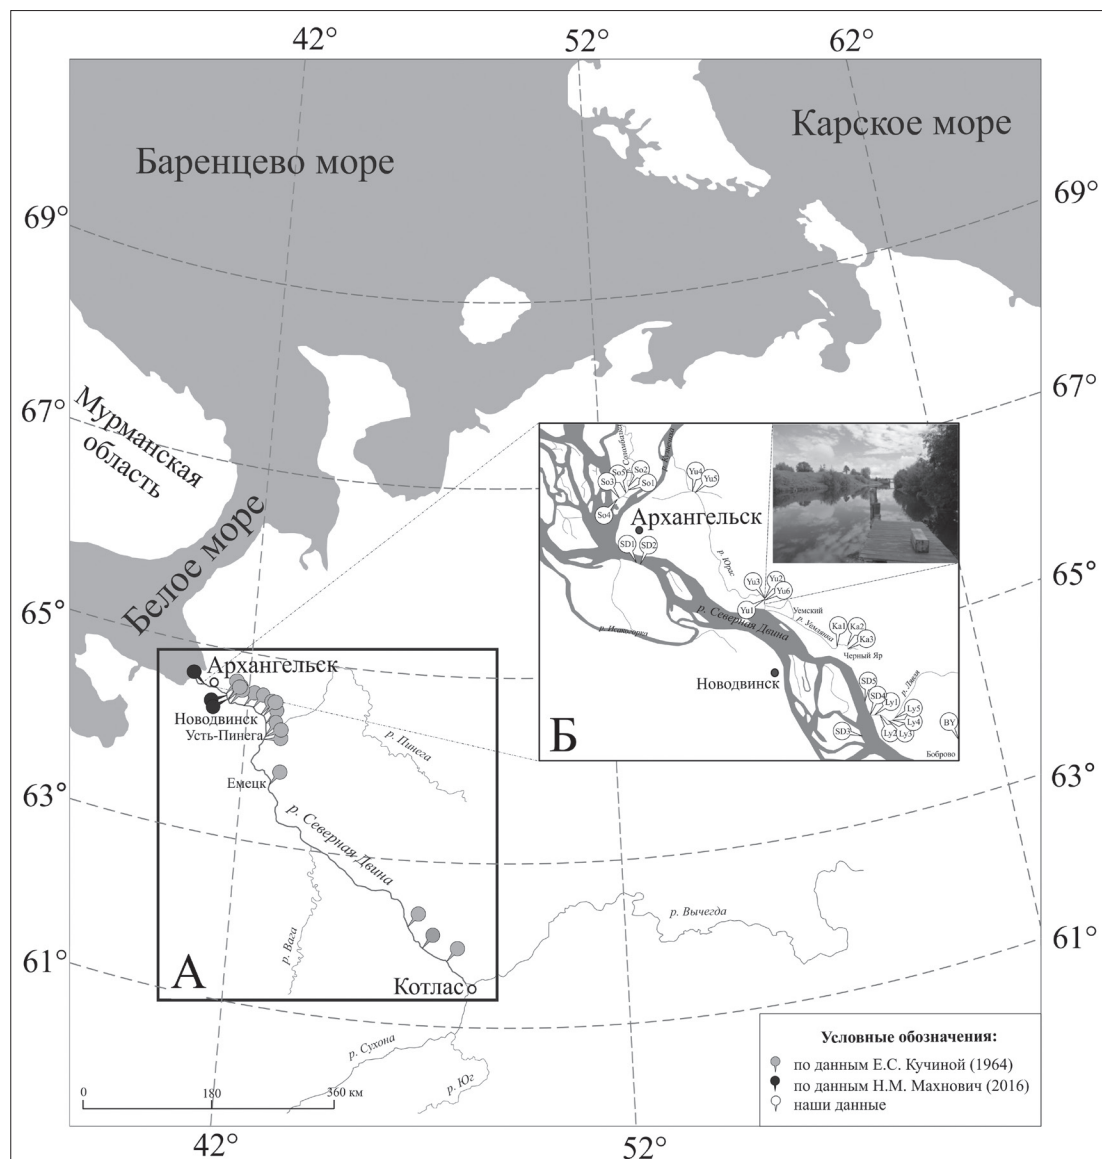 42°
52°
62°
Баренцево море
Карское море
69°
69°
67°
67°
Мурманская
область
Белое море
65°
65°
63°
63°
61°
61°
Архангельск
Новодвинск
Усть-Пинега
Емецк
р. Пинега
р. Северная Двина
р. Вага
р. Вычегда
А
Котлас
р. Сухона
р. Юг
So5
So2
So3
So1
So4
Yu4
Yu5
Архангельск
SD1
SD2
р. Юрас
Yu3
Yu2
Yu6
Yu1
Уемский
р. Уемлянка
р. Северная Двина
р. Исакогорка
Ka1
Ka2
Ka3
Черный Яр
Новодвинск
SD5
SD4
Ly1
Ly5
Ly4
Ly2
Ly3
SD3
BY
Боброво
Б
Условные обозначения:
по данным Е.С. Кучиной (1964)
по данным Н.М. Махнович (2016)
наши данные
0
180
360 км
42°
52°